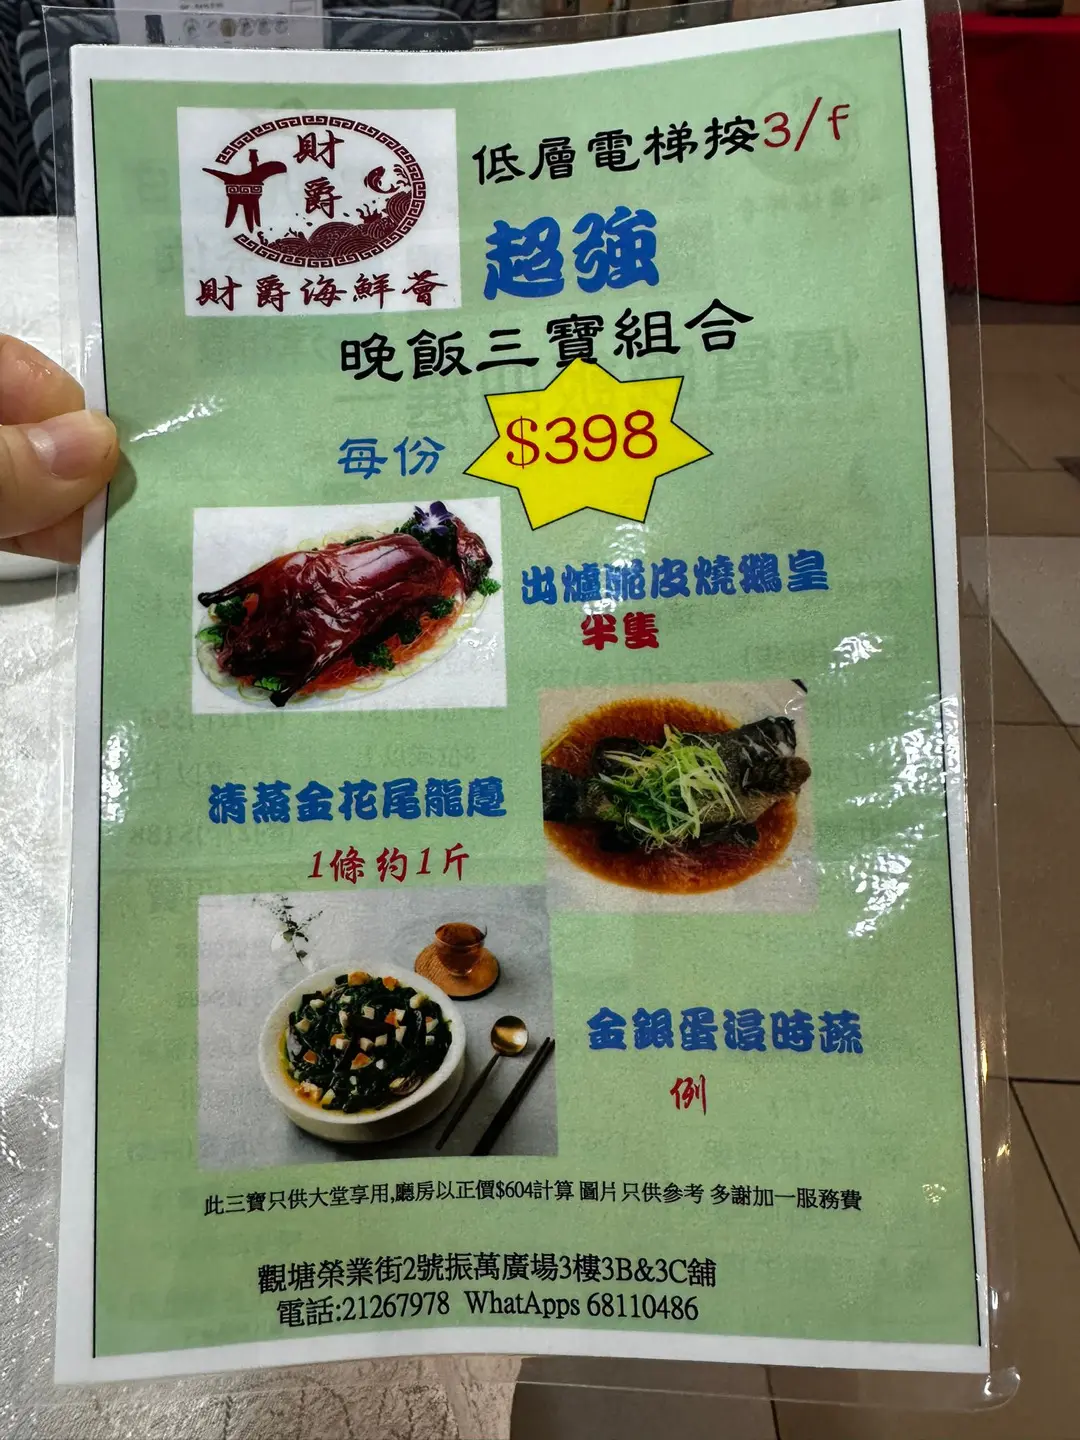 財
爵
財爵海鮮薈
低層電梯按3/f
超強
晚飯三寶組合
每份
$398
出爐脆皮燒鵝皇
半隻
清蒸金花尾龍躉
1條約1斤
金銀蛋浸時蔬
例
此三寶只供大堂享用,廳房以正價$604計算 圖片只供參考 多謝加一服務費
觀塘榮業街2號振萬廣場3樓3B&3C舖
電話:21267978 WhatApps 68110486